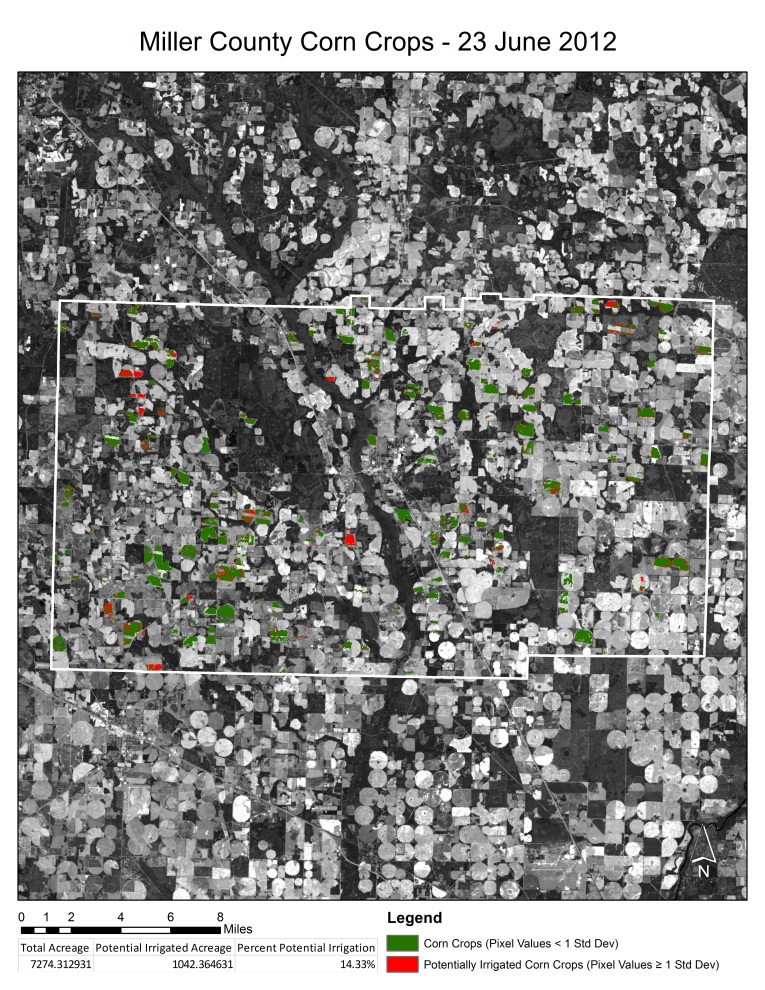 Miller County Corn Crops - 23 June 2012
N
0 1 2 4 6 8
Miles
Total Acreage Potential Irrigated Acreage Percent Potential Irrigation
7274.312931 1042.364631 14.33%
Legend
Corn Crops (Pixel Values < 1 Std Dev)
Potentially Irrigated Corn Crops (Pixel Values ≥ 1 Std Dev)